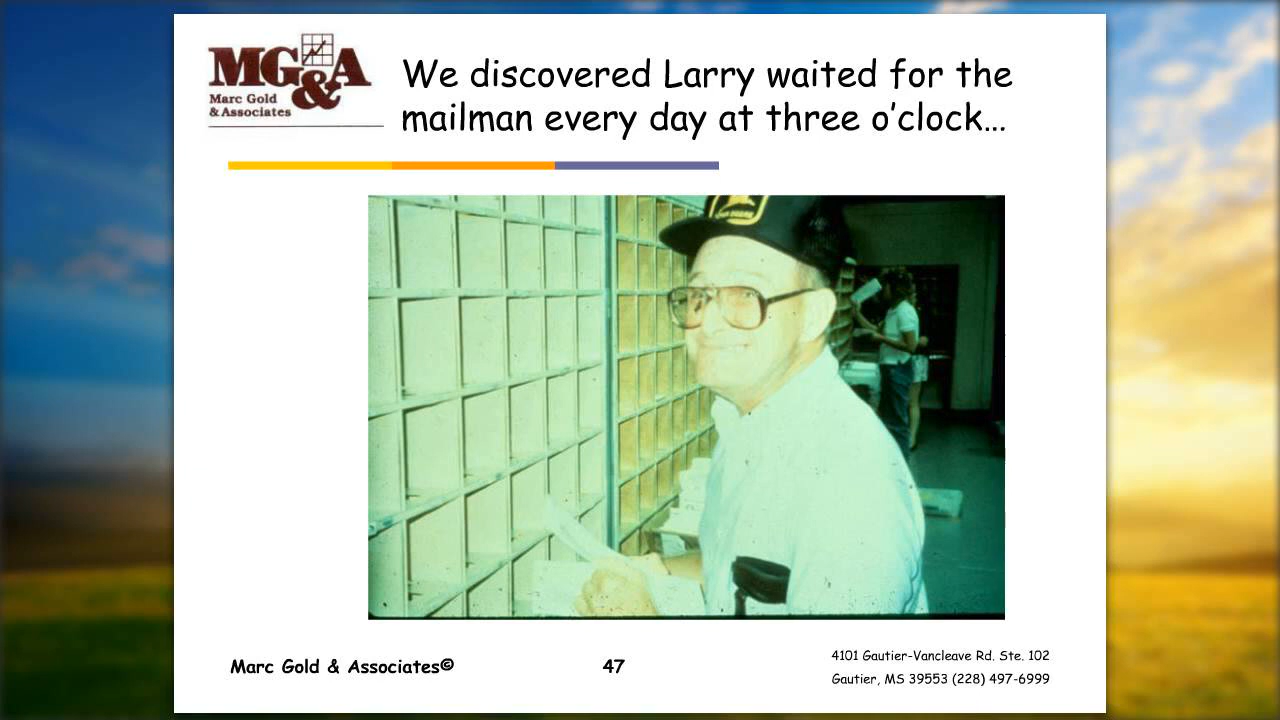 MG&A
Marc Gold
& Associates
We discovered Larry waited for the
mailman every day at three o’clock…
Marc Gold & Associates©
47
4101 Gautier-Vancleave Rd. Ste. 102
Gautier, MS 39553 (228) 497-6999